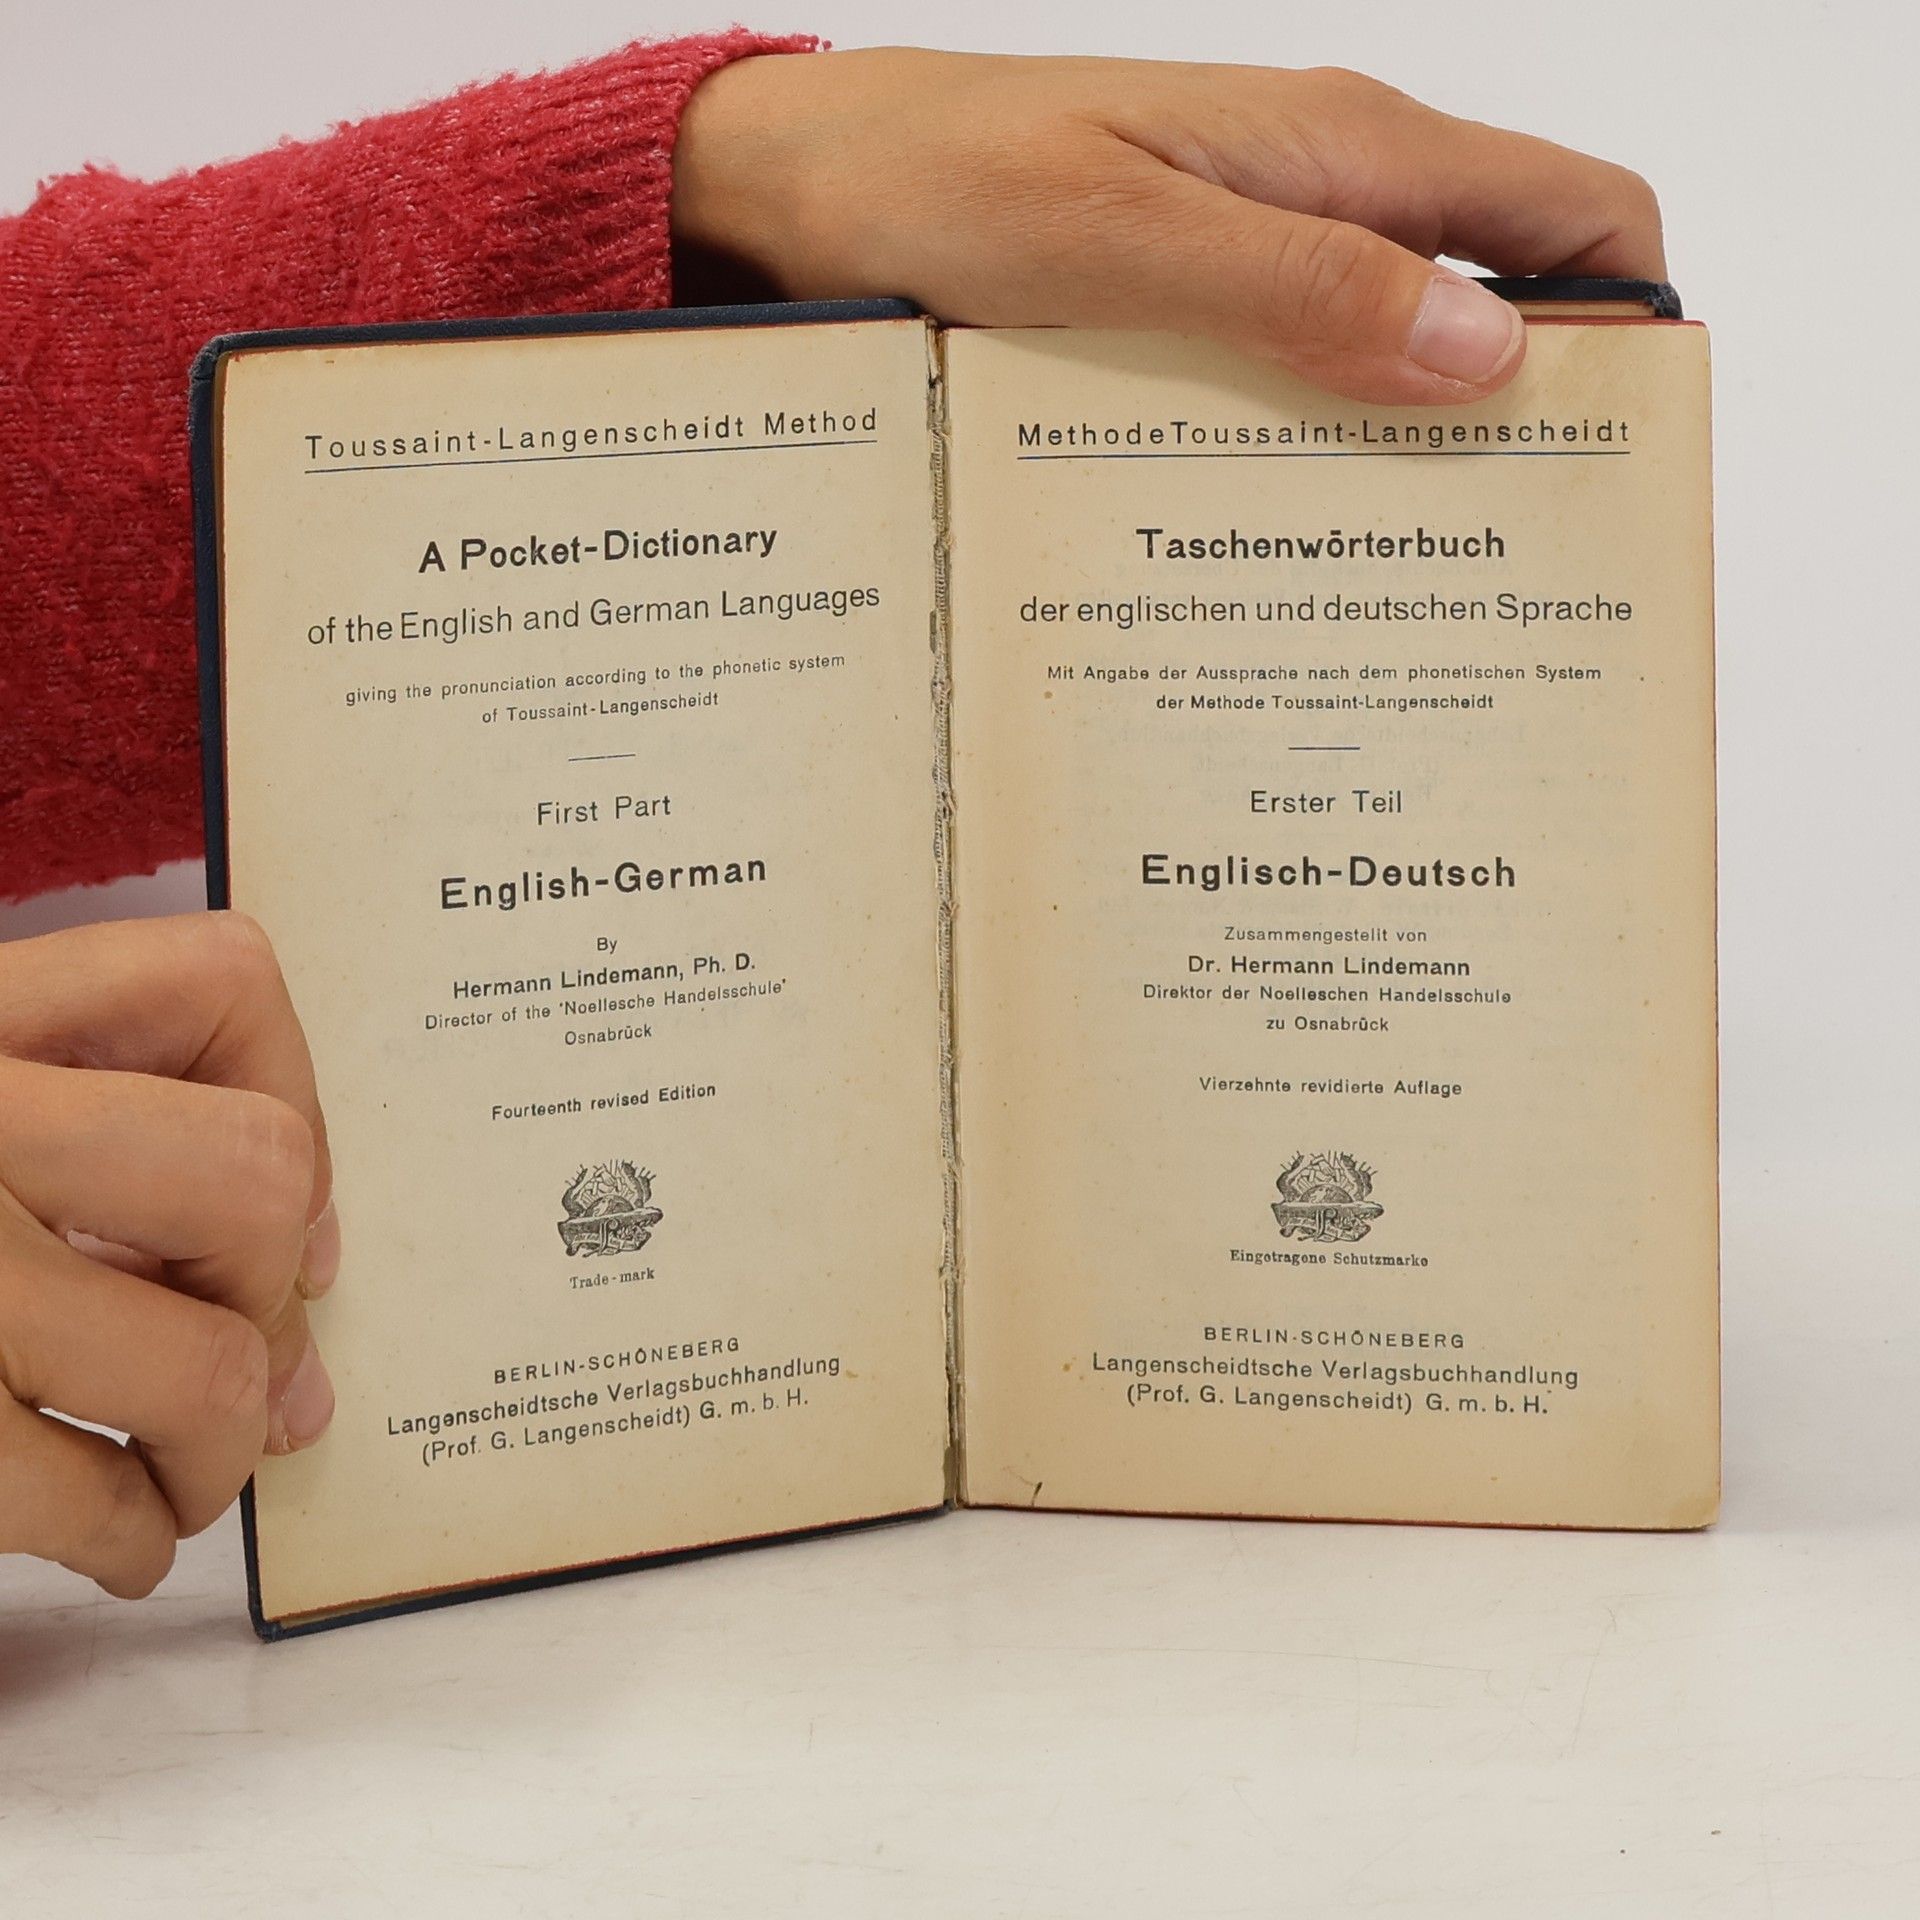 Toussaint-Langenscheidt Method
A Pocket-Dictionary
of the English and German Languages
giving the pronunciation according to the phonetic system
of Toussaint-Langenscheidt
First Part
English-German
By
Hermann Lindemann, Ph. D.
Director of the 'Noellesche Handelsschule'
Osnabrück
Fourteenth revised Edition
Trade-mark
BERLIN-SCHÖNEBERG
Langenscheidtsche Verlagsbuchhandlung
(Prof. G. Langenscheidt) G. m. b. H.
Methode Toussaint-Langenscheidt
Taschenwörterbuch
der englischen und deutschen Sprache
Mit Angabe der Aussprache nach dem phonetischen System
der Methode Toussaint-Langenscheidt
Erster Teil
Englisch-Deutsch
Zusammengestellt von
Dr. Hermann Lindemann
Direktor der Noelleschen Handelsschule
zu Osnabrück
Vierzehnte revidierte Auflage
Eingetragene Schutzmarke
BERLIN-SCHÖNEBERG
Langenscheidtsche Verlagsbuchhandlung
(Prof. G. Langenscheidt) G. m. b. H.